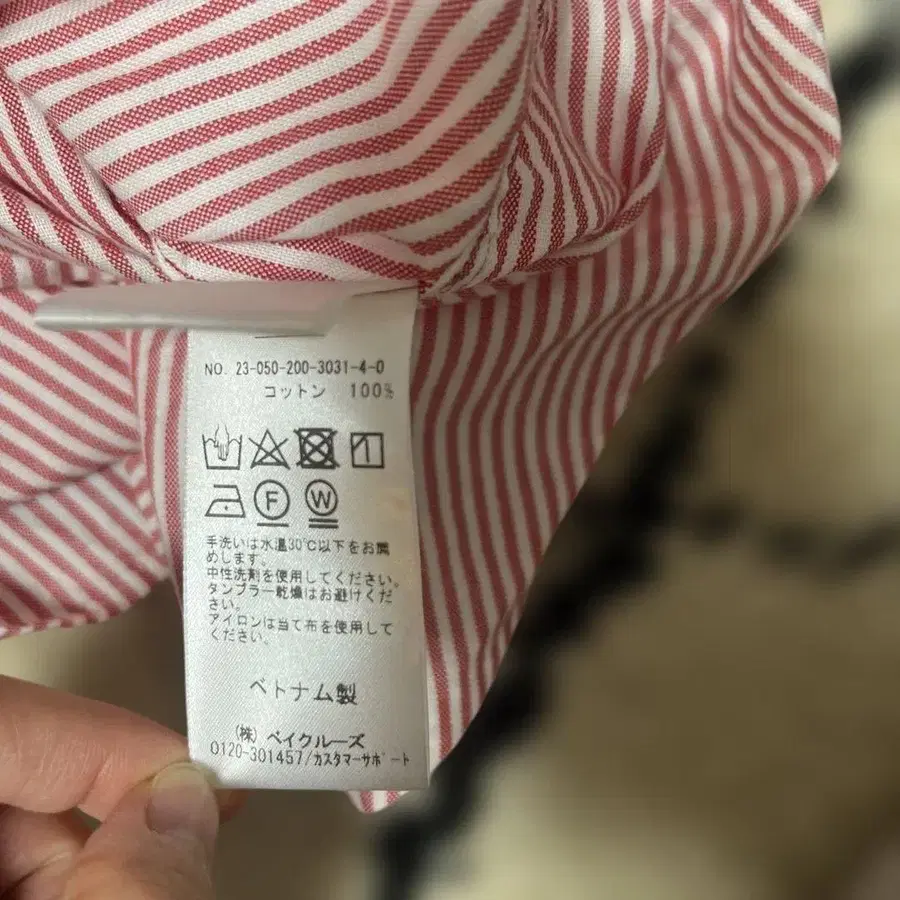 NO. 23-050-200-3031-4-0
コットン 100%
F W
手洗いは水温30℃以下をお薦
めします。
中性洗剤を使用してください。
タンブラー乾燥はお避けくだ
さい。
アイロンは当て布を使用して
ください。
ベトナム製
(株) ベイクルーズ
0120-301457/カスタマーサポート